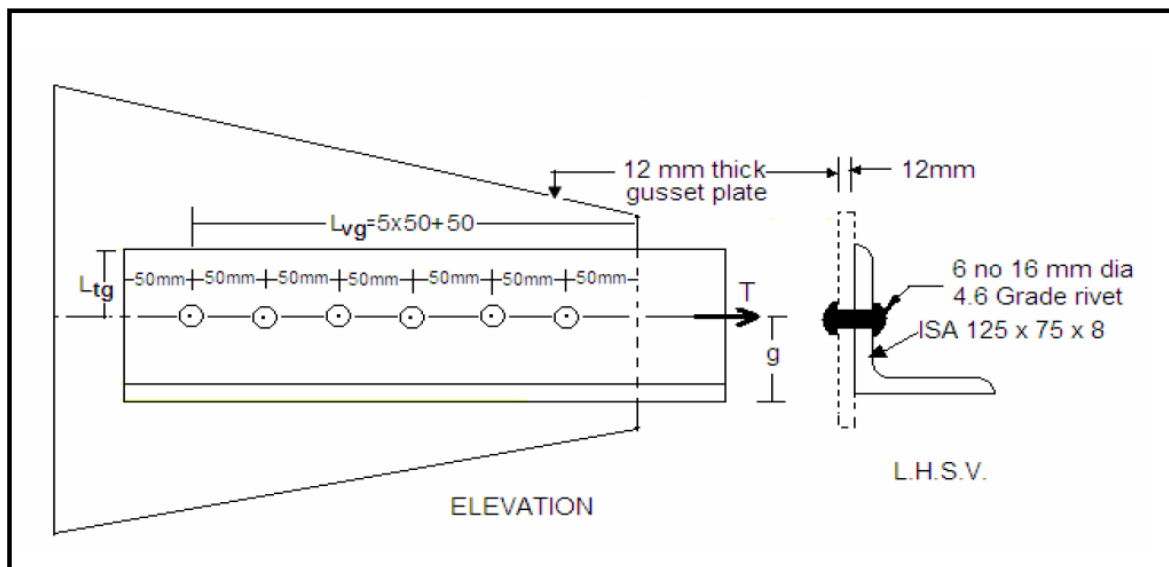 12 mm thick
gusset plate
12mm
Lvg=5x50+50
Ltg
50mm 50mm 50mm 50mm 50mm 50mm 50mm
T
g
6 no 16 mm dia
4.6 Grade rivet
ISA 125 x 75 x 8
L.H.S.V.
ELEVATION